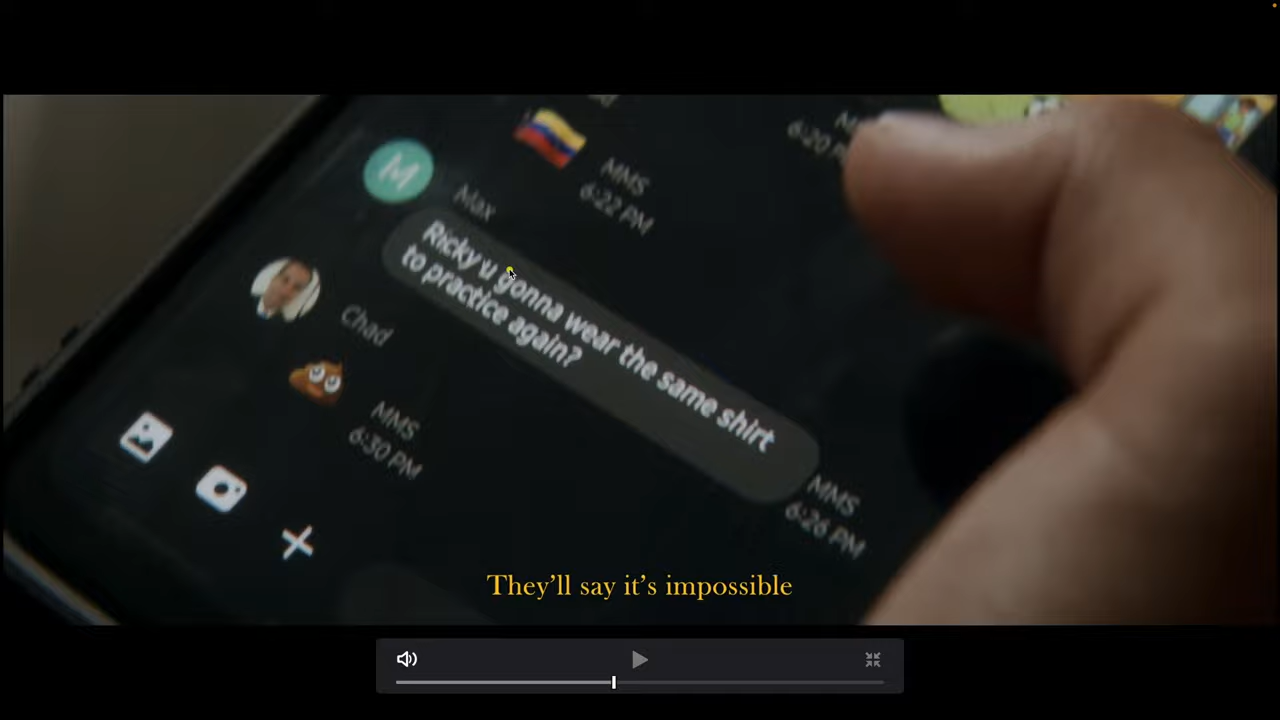 MMS
6:22 PM
M
Max
Ricky u gonna wear the same shirt
to practice again?
MMS
6:26 PM
Chad
MMS
6:30 PM
They'll say it's impossible